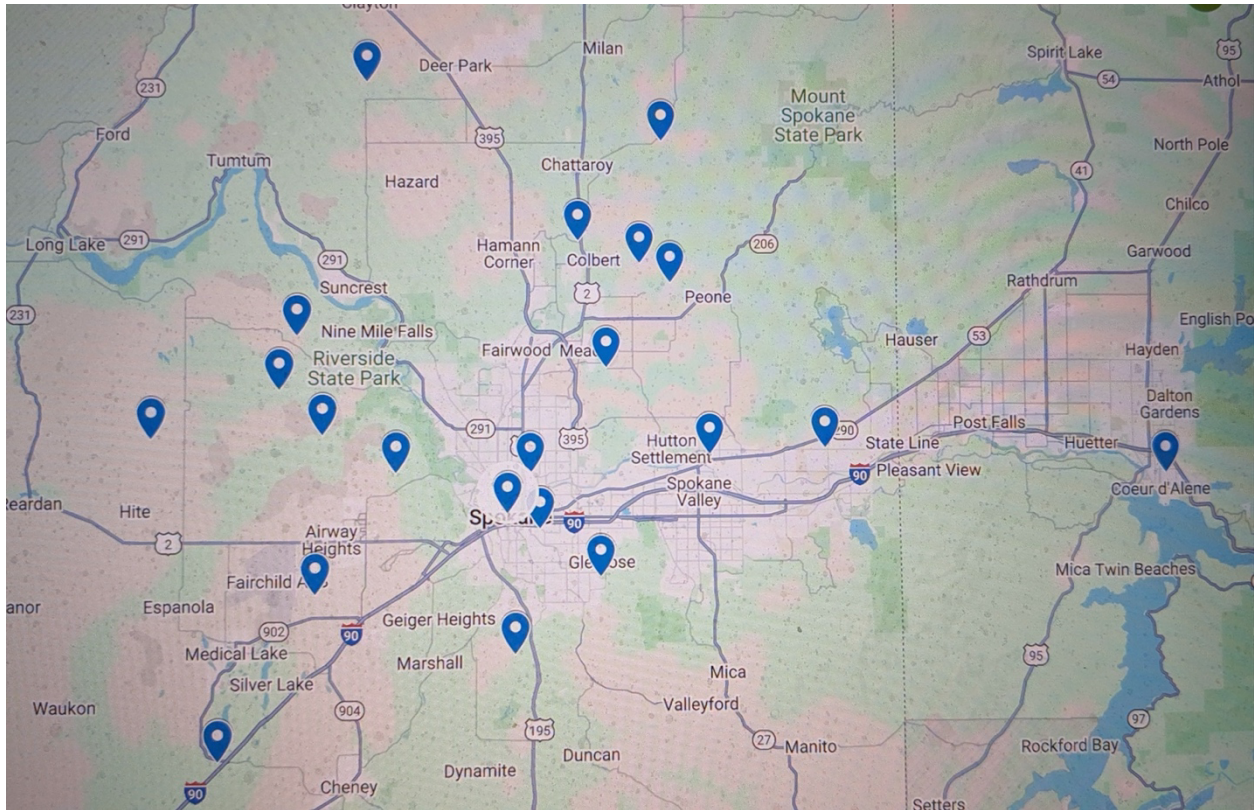 Clayton
Milan
Deer Park
Spirit Lake
95
54
Athol
231
Mount
Spokane
State Park
Ford
395
North Pole
Tumtum
Chattaroy
41
Hazard
Chilco
291
Long Lake
Hamann
Corner
206
Garwood
291
Colbert
Suncrest
Rathdrum
2
Peone
231
Nine Mile Falls
English Po
53
Hauser
Fairwood
Mead
Hayden
Riverside
State Park
Dalton
Gardens
291
395
Hutton
Settlement
290
State Line
Post Falls
Huetter
90
Pleasant View
Spokane
Valley
Coeur d'Alene
Reardan
Hite
Spokane
90
2
Airway
Heights
Glenrose
Mica Twin Beaches
Fairchild
anor
Espanola
902
90
Geiger Heights
Medical Lake
Marshall
95
Silver Lake
Mica
Waukon
904
Valleyford
195
27
Manito
97
Rockford Bay
Duncan
Dynamite
Cheney
90
Setters